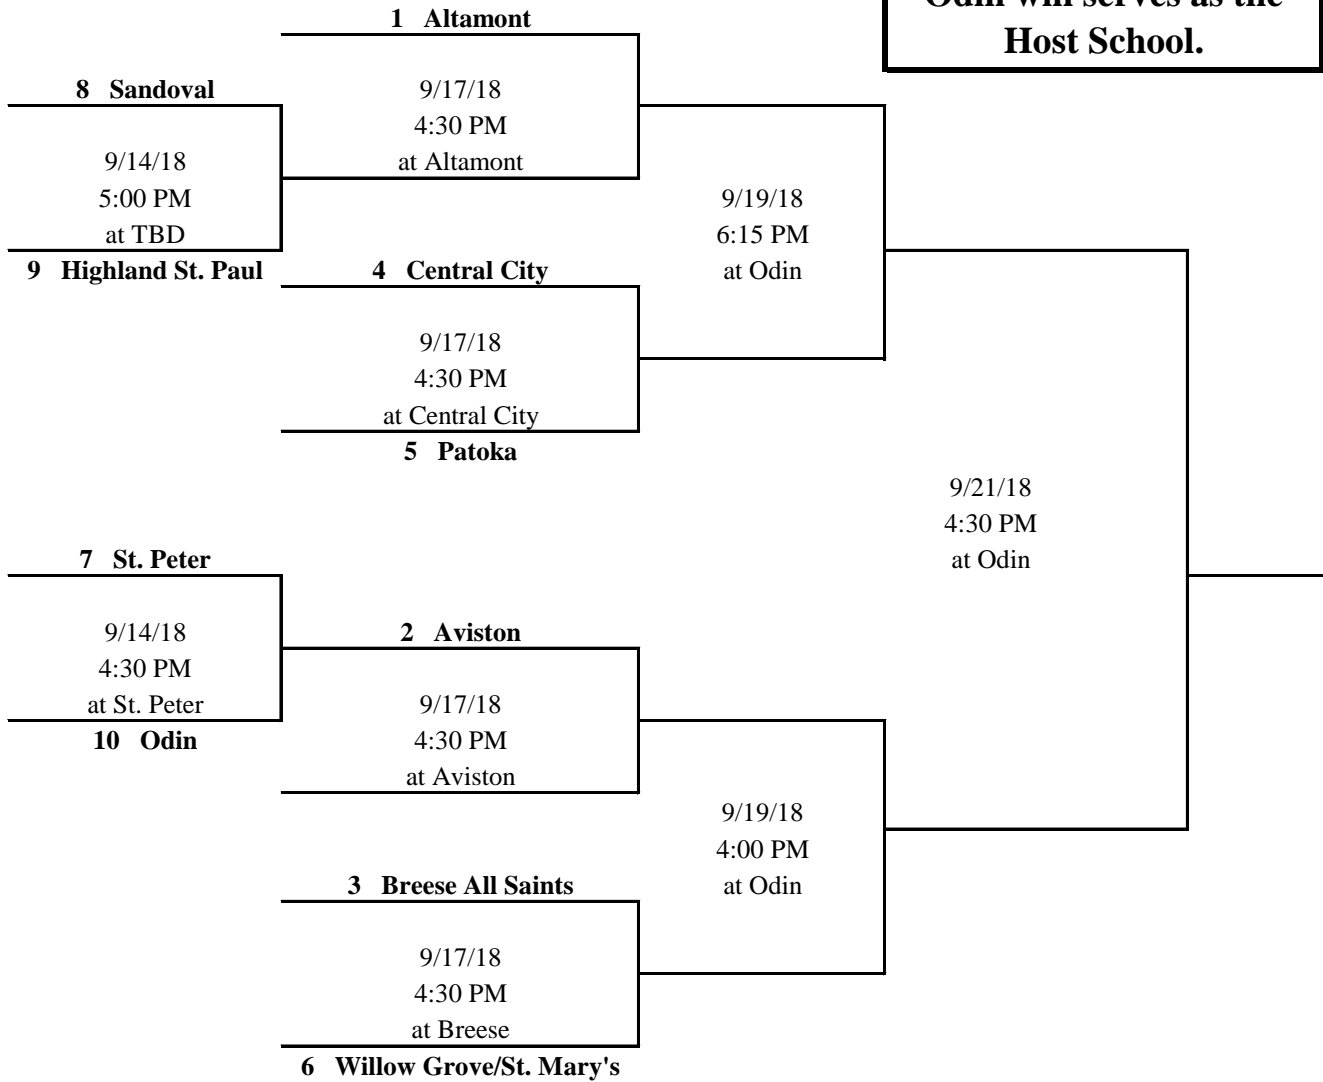 Odin will serves as the
Host School.
1 Altamont
8 Sandoval
9/17/18
4:30 PM
at Altamont
9/14/18
5:00 PM
at TBD
9 Highland St. Paul
9/19/18
6:15 PM
at Odin
4 Central City
9/17/18
4:30 PM
at Central City
5 Patoka
9/21/18
4:30 PM
at Odin
7 St. Peter
9/14/18
4:30 PM
at St. Peter
10 Odin
2 Aviston
9/17/18
4:30 PM
at Aviston
9/19/18
4:00 PM
at Odin
3 Breese All Saints
9/17/18
4:30 PM
at Breese
6 Willow Grove/St. Mary's